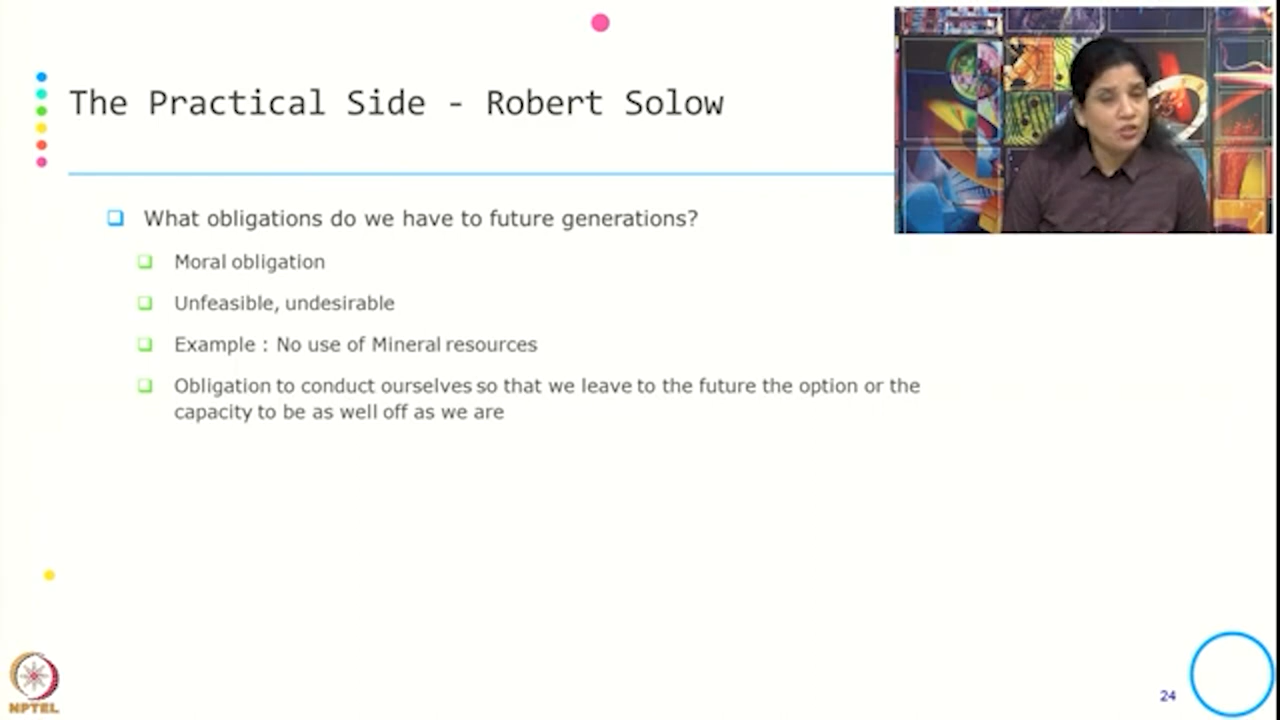 The Practical Side - Robert Solow
What obligations do we have to future generations?
Moral obligation
Unfeasible, undesirable
Example : No use of Mineral resources
Obligation to conduct ourselves so that we leave to the future the option or the
capacity to be as well off as we are
NPTEL
24